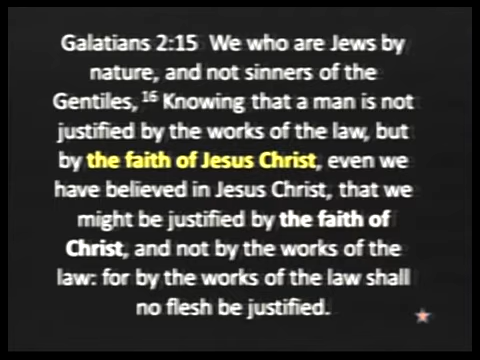 Galatians 2:15 We who are Jews by
nature, and not sinners of the
Gentiles, 16 Knowing that a man is not
justified by the works of the law, but
by the faith of Jesus Christ, even we
have believed in Jesus Christ, that we
might be justified by the faith of
Christ, and not by the works of the
law: for by the works of the law shall
no flesh be justified.